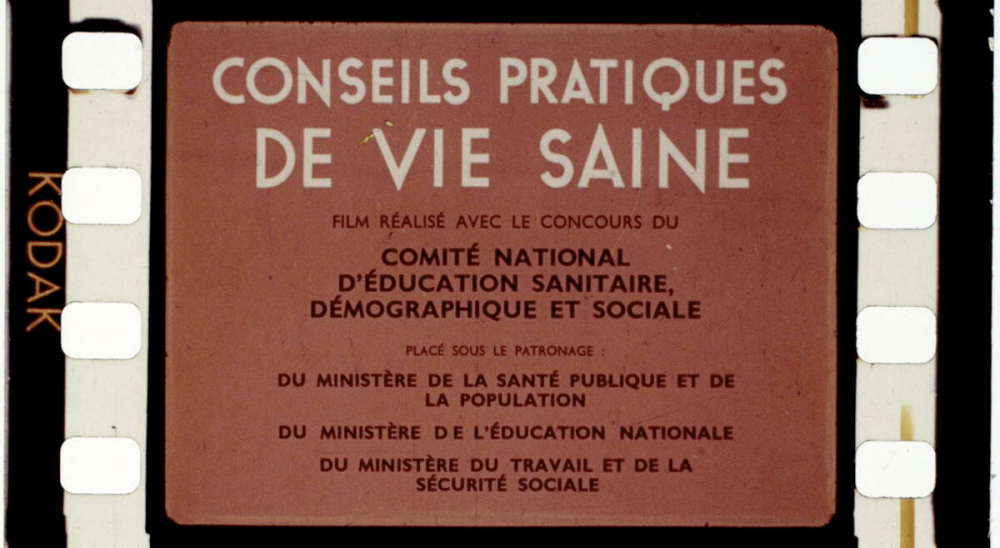 CONSEILS PRATIQUES
DE VIE SAINE
FILM RÉALISÉ AVEC LE CONCOURS DU
COMITÉ NATIONAL
D'ÉDUCATION SANITAIRE,
DÉMOGRAPHIQUE ET SOCIALE
PLACÉ SOUS LE PATRONAGE :
DU MINISTÈRE DE LA SANTÉ PUBLIQUE ET DE
LA POPULATION
DU MINISTÈRE DE L'ÉDUCATION NATIONALE
DU MINISTÈRE DU TRAVAIL ET DE LA
SÉCURITÉ SOCIALE
KODAK